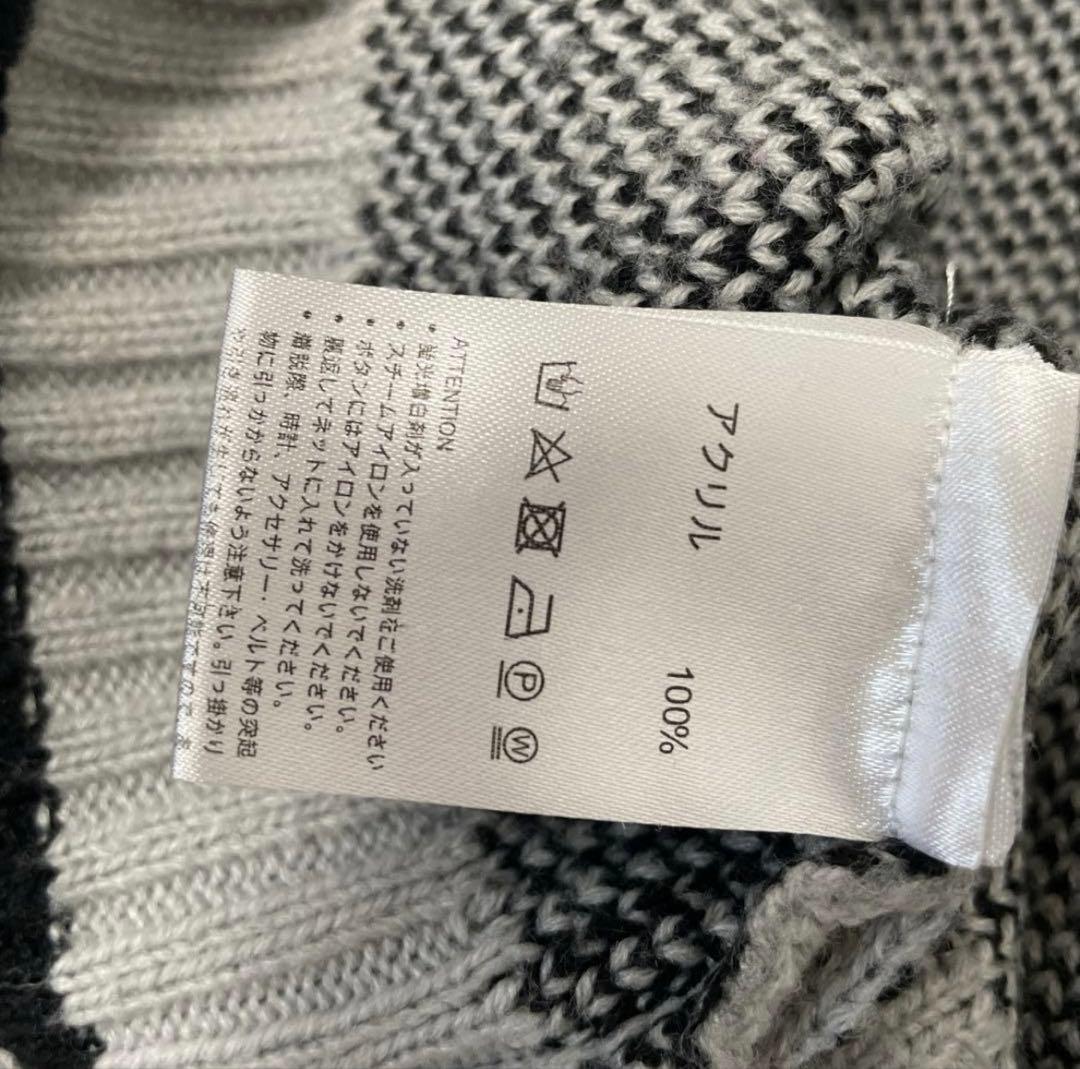 アクリル 100%
P W
ATTENTION
・蛍光増白剤が入っていない洗剤をご使用ください
・スチームアイロンを使用しないでください。
・ボタンにはアイロンをかけないでください。
・裏返してネットに入れて洗ってください。
・着脱際、時計、アクセサリー・ベルト等の突起
物に引っかからないよう注意下さい。引っ掛かり